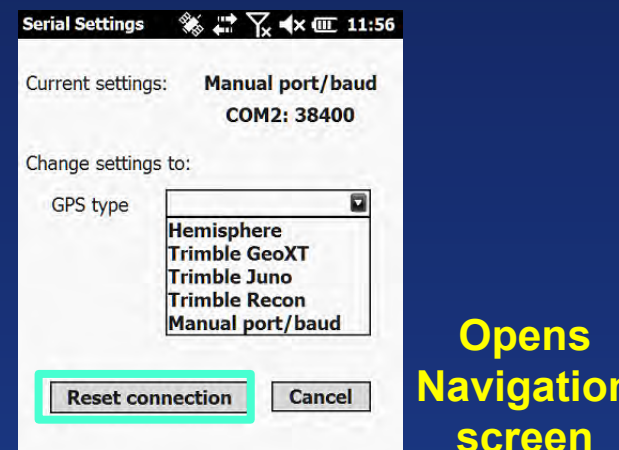 Serial Settings 11:56
Current settings: Manual port/baud
COM2: 38400
Change settings to:
GPS type
Hemisphere
Trimble GeoXT
Trimble Juno
Trimble Recon
Manual port/baud
Reset connection Cancel
Opens
Navigation
screen